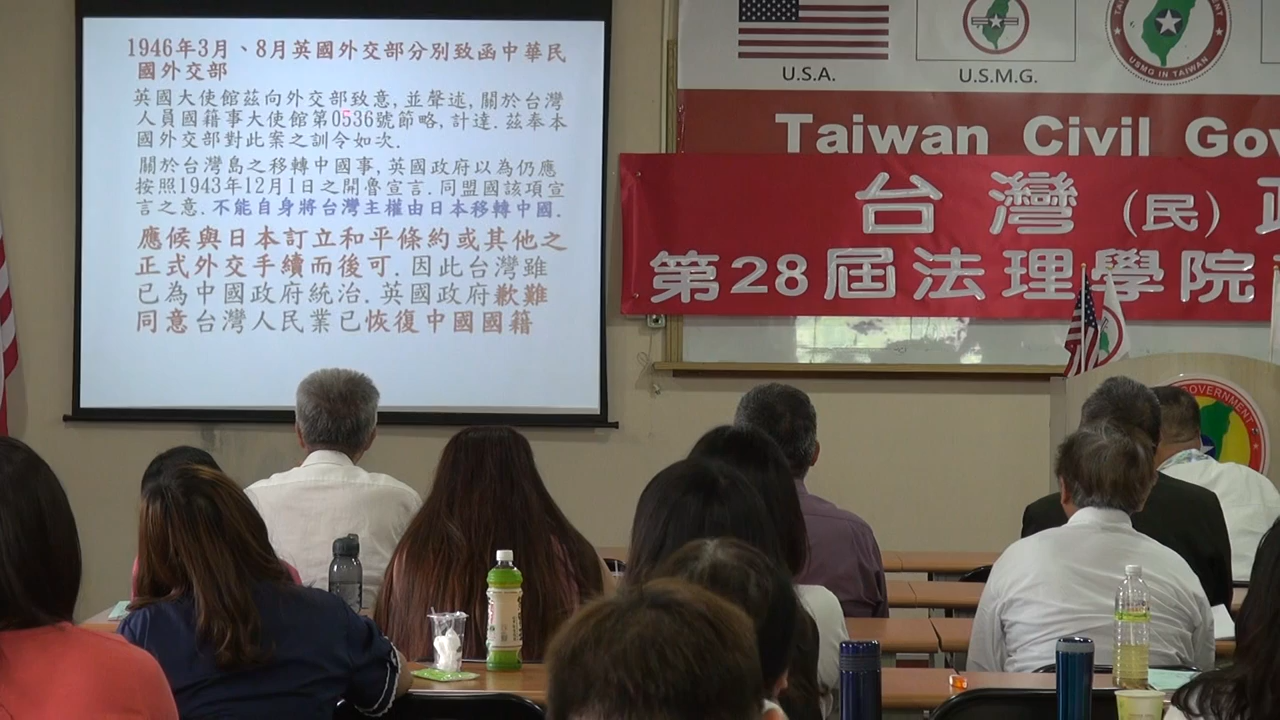 1946年3月、8月英國外交部分別致函中華民
國外交部
英國大使館茲向外交部致意,並聲述,關於台灣
人員國籍事大使館第0536號節略,計達.茲奉本
國外交部對此案之訓令如次.
關於台灣島之移轉中國事,英國政府以為仍應
按照1943年12月1日之開魯宣言.同盟國該項宣
言之意.不能自身將台灣主權由日本移轉中國.
應候與日本訂立和平條約或其他之
正式外交手續而後可.因此台灣雖
已為中國政府統治.英國政府歉難
同意台灣人民業已恢復中國國籍
U.S.A.
U.S.M.G.
USMG IN TAIWAN
Taiwan Civil Gov
台灣(民)政
第28屆法理學院
GOVERNMENT